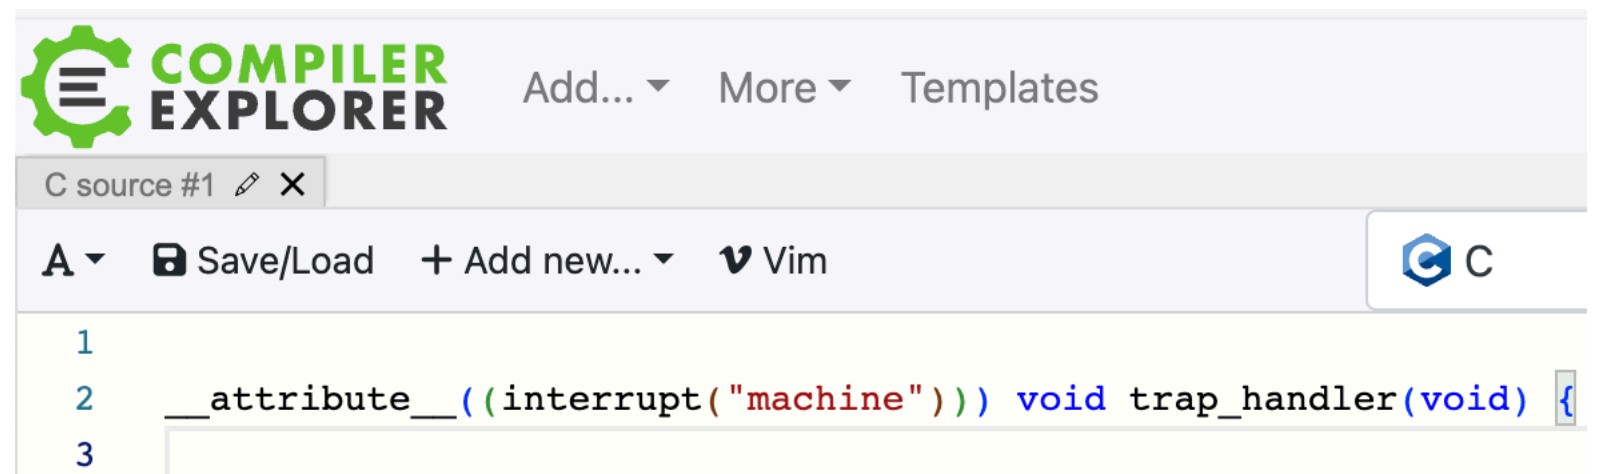 COMPILER
EXPLORER
Add... More Templates
C source #1
A Save/Load + Add new... Vim C
1
2 __attribute__((interrupt("machine"))) void trap_handler(void) {
3